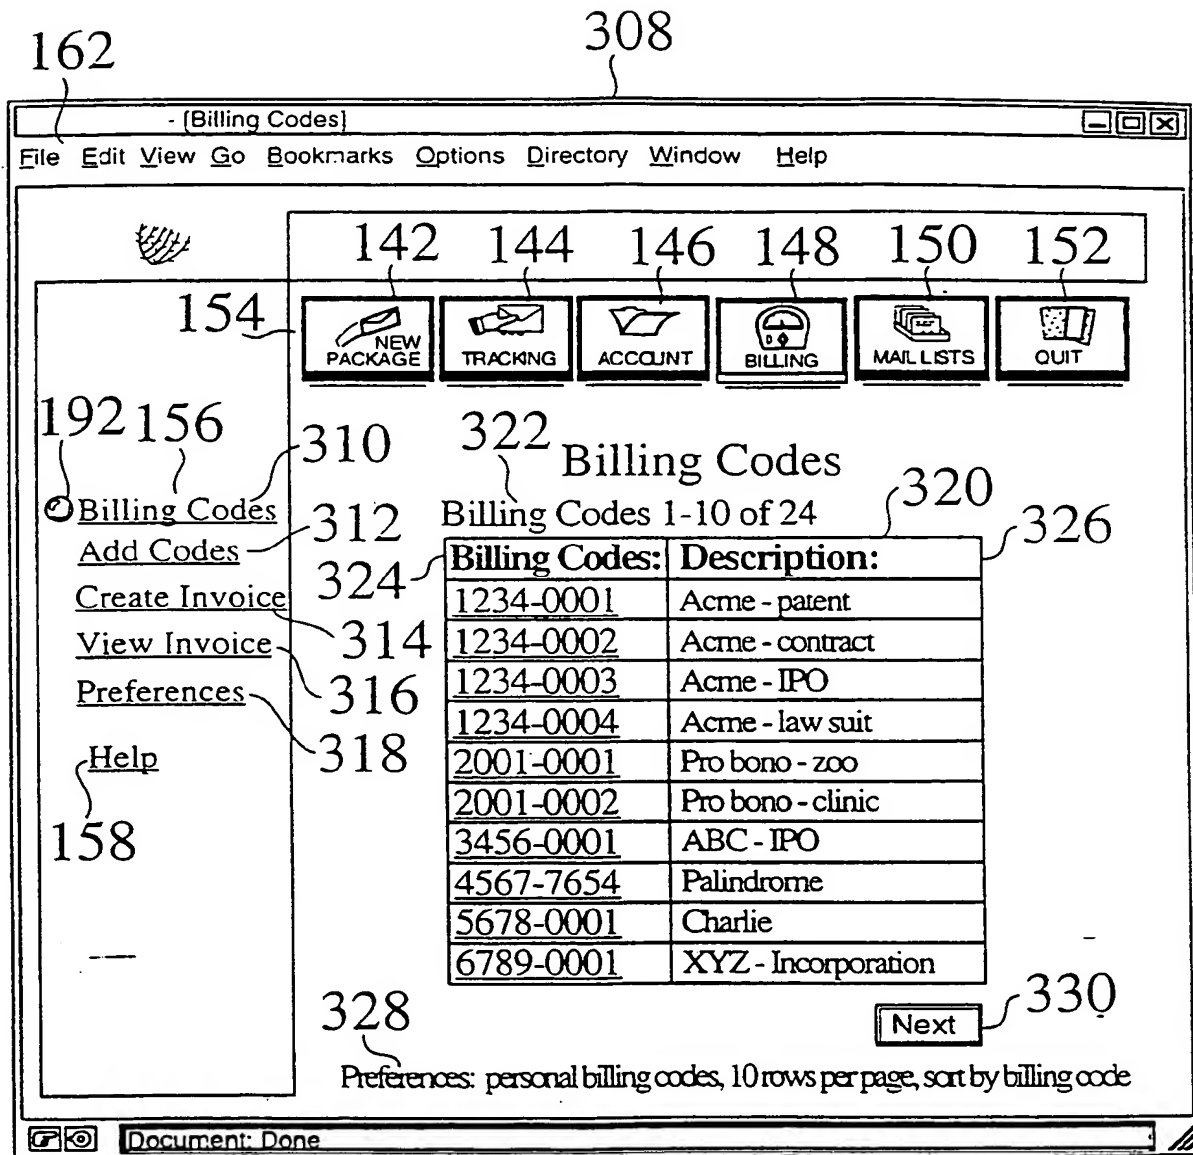 162
308
- [Billing Codes]
File Edit View Go Bookmarks Options Directory Window Help
142 144 146 148 150 152
154
NEW PACKAGE
TRACKING
ACCOUNT
BILLING
MAIL LISTS
QUIT
192 156 310
322
Billing Codes
Billing Codes
Add Codes
Create Invoice
View Invoice
Preferences
Help
312
314
316
318
158
Billing Codes 1-10 of 24
320
326
324
Billing Codes: Description:
1234-0001 Acme - patent
1234-0002 Acme - contract
1234-0003 Acme - IPO
1234-0004 Acme - law suit
2001-0001 Pro bono - zoo
2001-0002 Pro bono - clinic
3456-0001 ABC - IPO
4567-7654 Palindrome
5678-0001 Charlie
6789-0001 XYZ - Incorporation
328
Next
330
Preferences: personal billing codes, 10 rows per page, sort by billing code
Document: Done